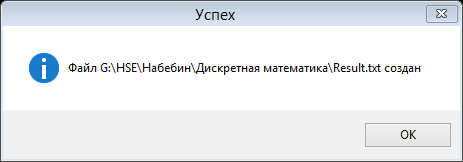 Успех
Файл G:\HSE\Набебин\Дискретная математика\Result.txt создан
OK